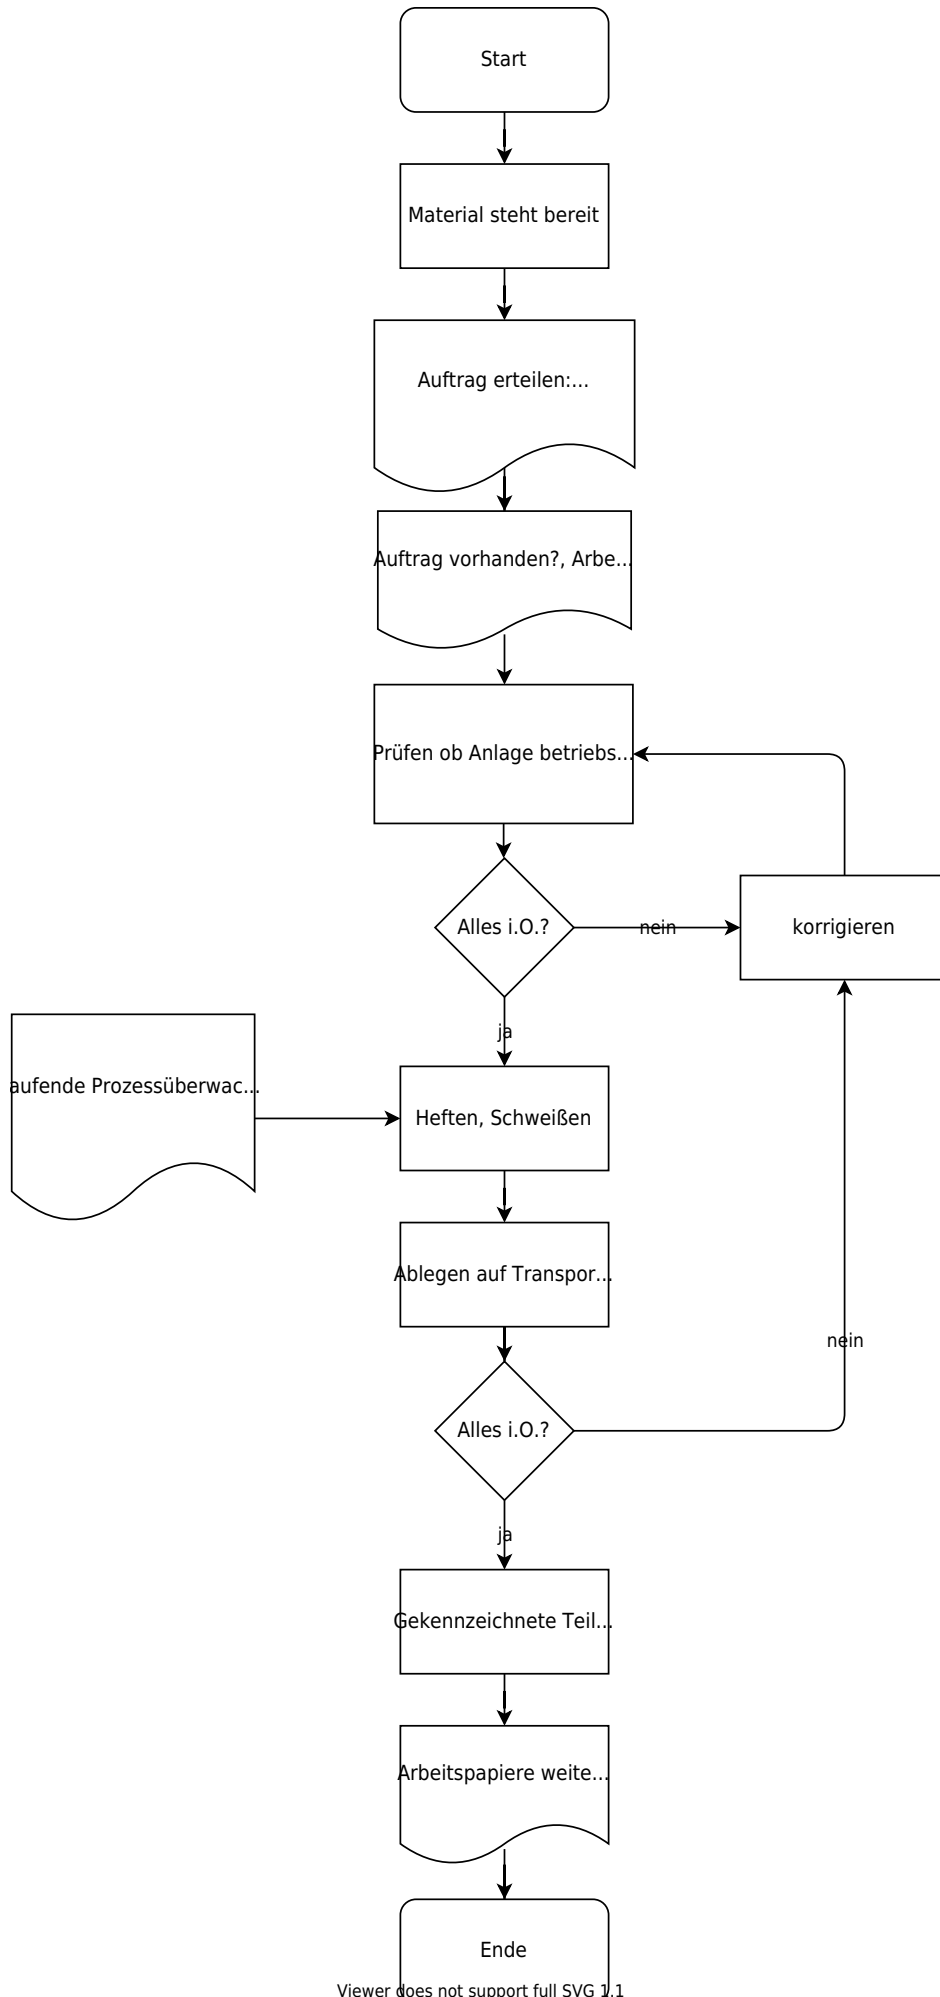 Start
Material steht bereit
Auftrag erteilen:...
Auftrag vorhanden?, Arbe...
Prüfen ob Anlage betriebs...
Alles i.O.?
nein
korrigieren
ja
aufende Prozessüberwac...
Heften, Schweißen
Ablegen auf Transpor...
nein
Alles i.O.?
ja
Gekennzeichnete Teil...
Arbeitspapiere weite...
Ende
Viewer does not support full SVG 1.1